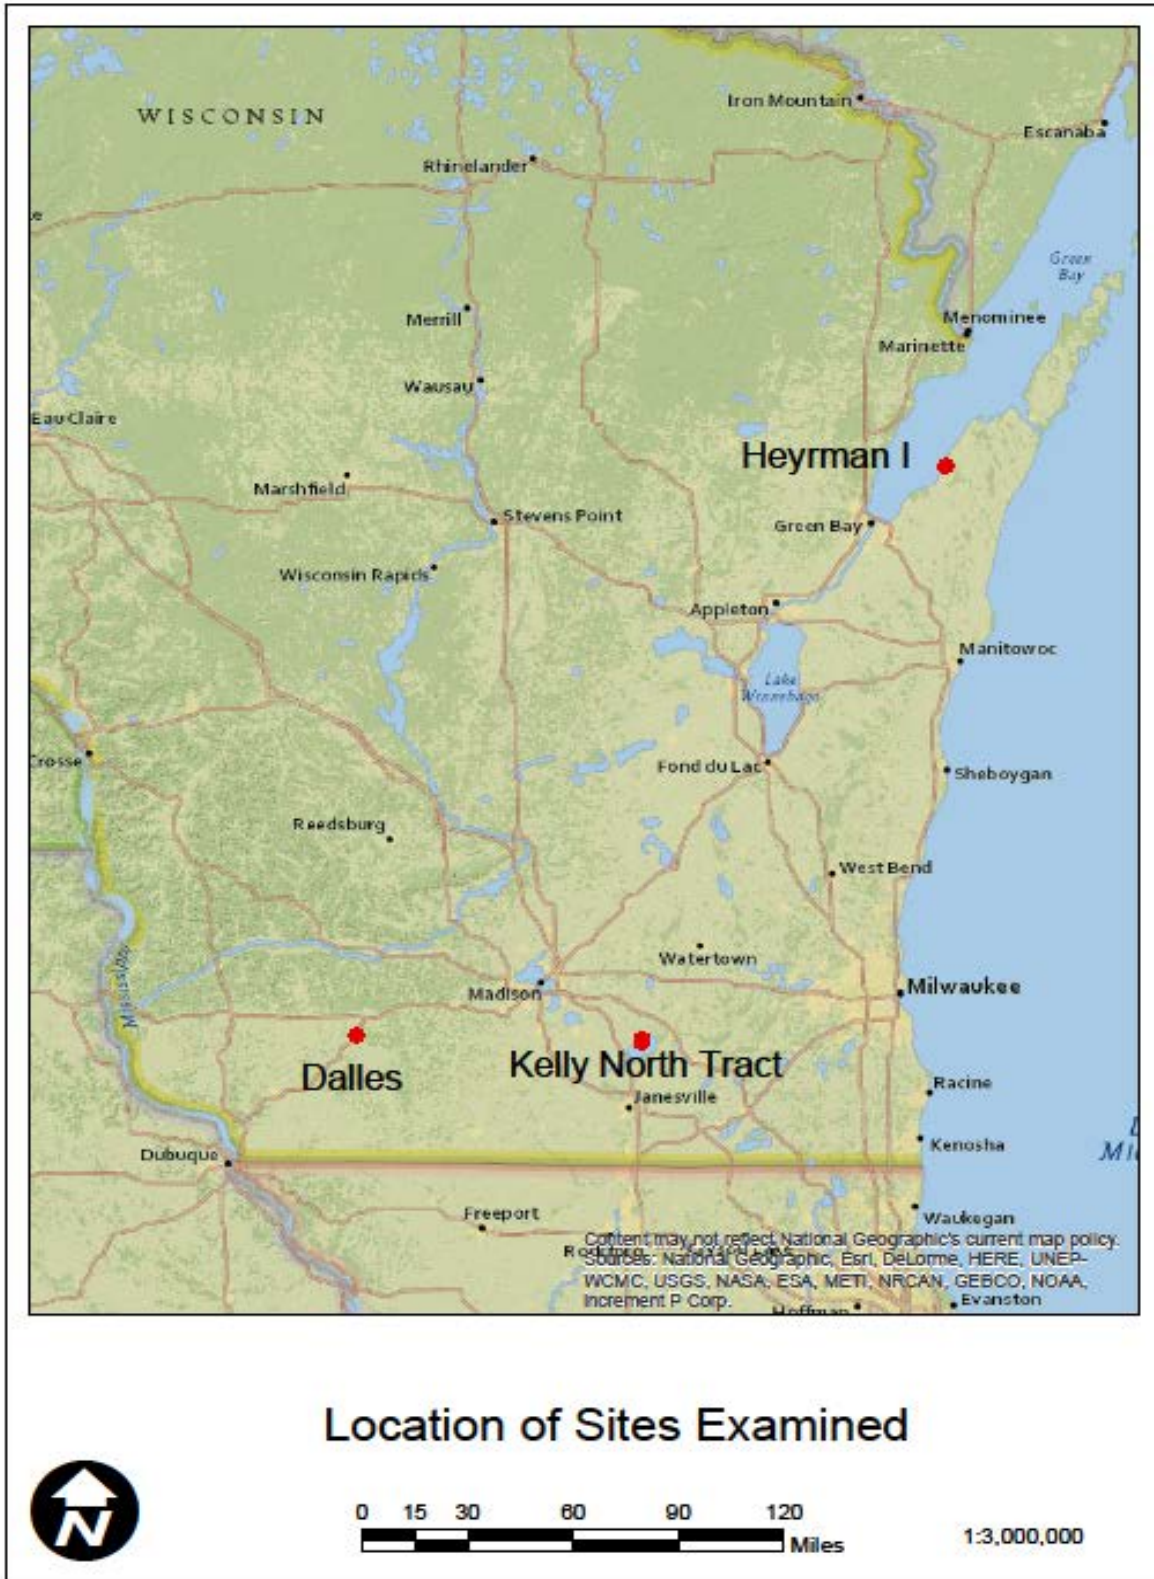 WISCONSIN
Iron Mountain
Escanaba
Rhinelander
Green
Bay
Merrill
Menominee
Marinette
Wausau
Eau Claire
Heyrman I
Marshfield
Stevens Point
Green Bay
Wisconsin Rapids
Appleton
Manitowoc
Lake
Winnebago
Crosse
Fond du Lac
Sheboygan
Reedsburg
West Bend
Watertown
Mississippi
Madison
Milwaukee
Dalles
Kelly North Tract
Racine
Janesville
Kenosha
Dubuque
Freeport
Waukegan
Content may not reflect National Geographic's current map policy.
Sources: National Geographic, Esri, DeLorme, HERE, UNEP-
WCMC, USGS, NASA, ESA, METI, NRCAN, GEBCO, NOAA,
increment P Corp.
Evanston
Location of Sites Examined
N
0 15 30 60 90 120
Miles
1:3,000,000